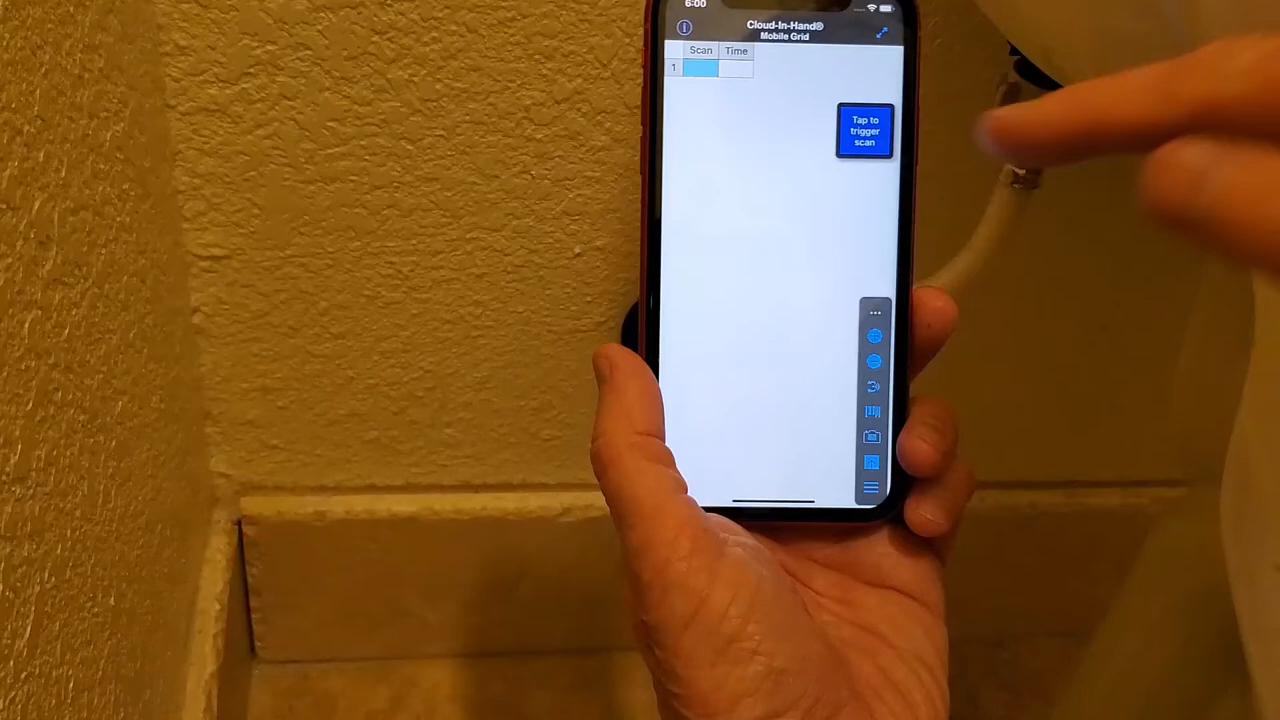 6:00
Cloud-In-Hand®
Mobile Grid
Scan Time
1
Tap to
trigger
scan